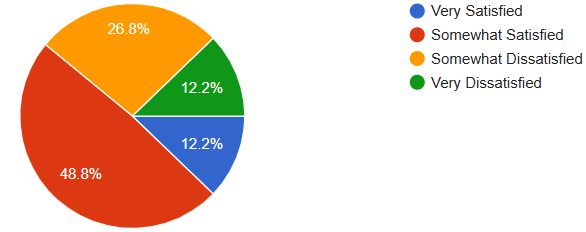 26.8%
12.2%
12.2%
48.8%
Very Satisfied
Somewhat Satisfied
Somewhat Dissatisfied
Very Dissatisfied